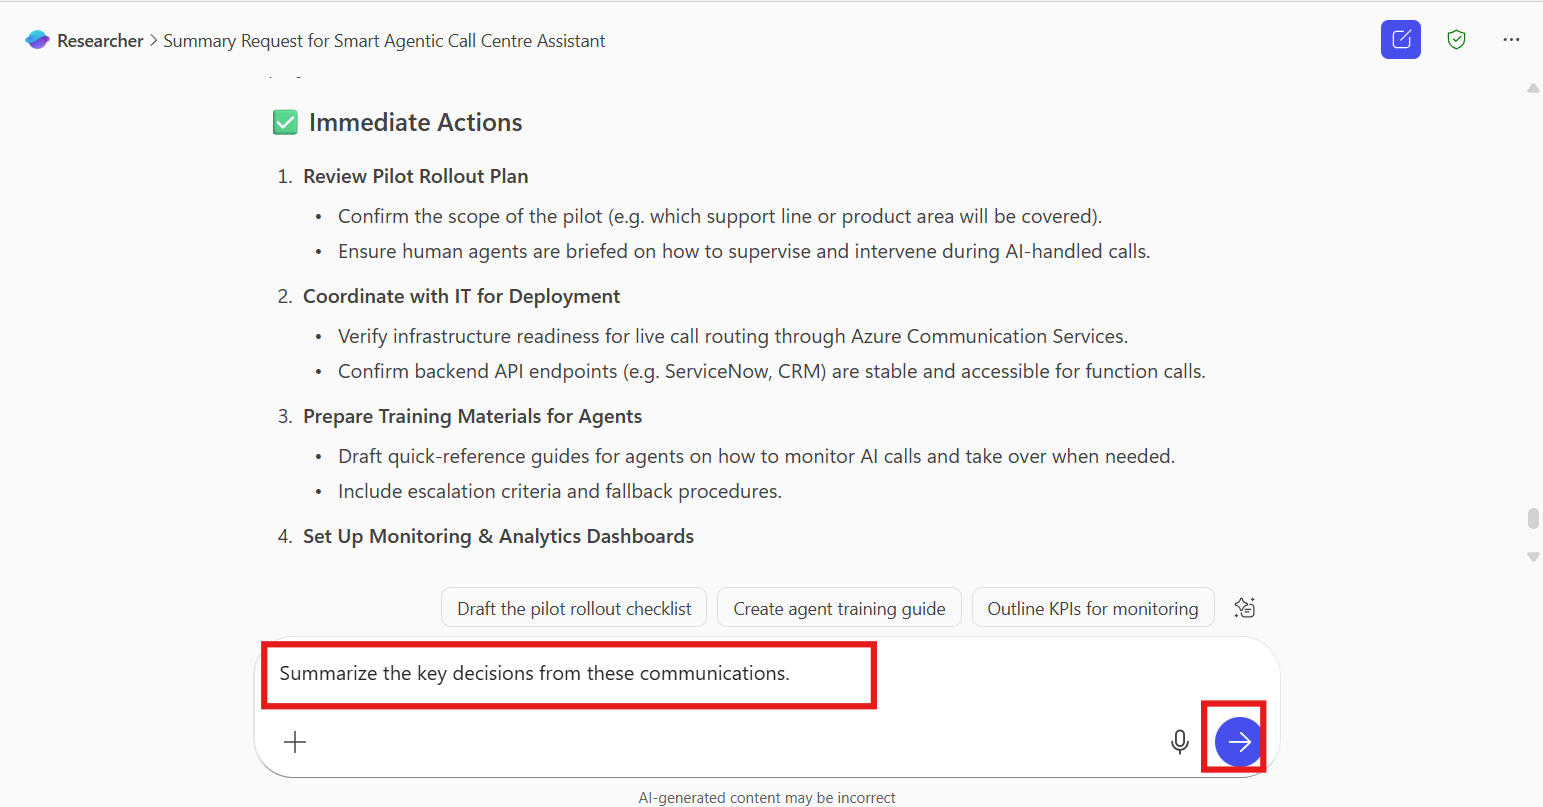 Researcher > Summary Request for Smart Agentic Call Centre Assistant
Immediate Actions
1. Review Pilot Rollout Plan
• Confirm the scope of the pilot (e.g. which support line or product area will be covered).
• Ensure human agents are briefed on how to supervise and intervene during AI-handled calls.
2. Coordinate with IT for Deployment
• Verify infrastructure readiness for live call routing through Azure Communication Services.
• Confirm backend API endpoints (e.g. ServiceNow, CRM) are stable and accessible for function calls.
3. Prepare Training Materials for Agents
• Draft quick-reference guides for agents on how to monitor AI calls and take over when needed.
• Include escalation criteria and fallback procedures.
4. Set Up Monitoring & Analytics Dashboards
Draft the pilot rollout checklist Create agent training guide Outline KPIs for monitoring
Summarize the key decisions from these communications.
AI-generated content may be incorrect